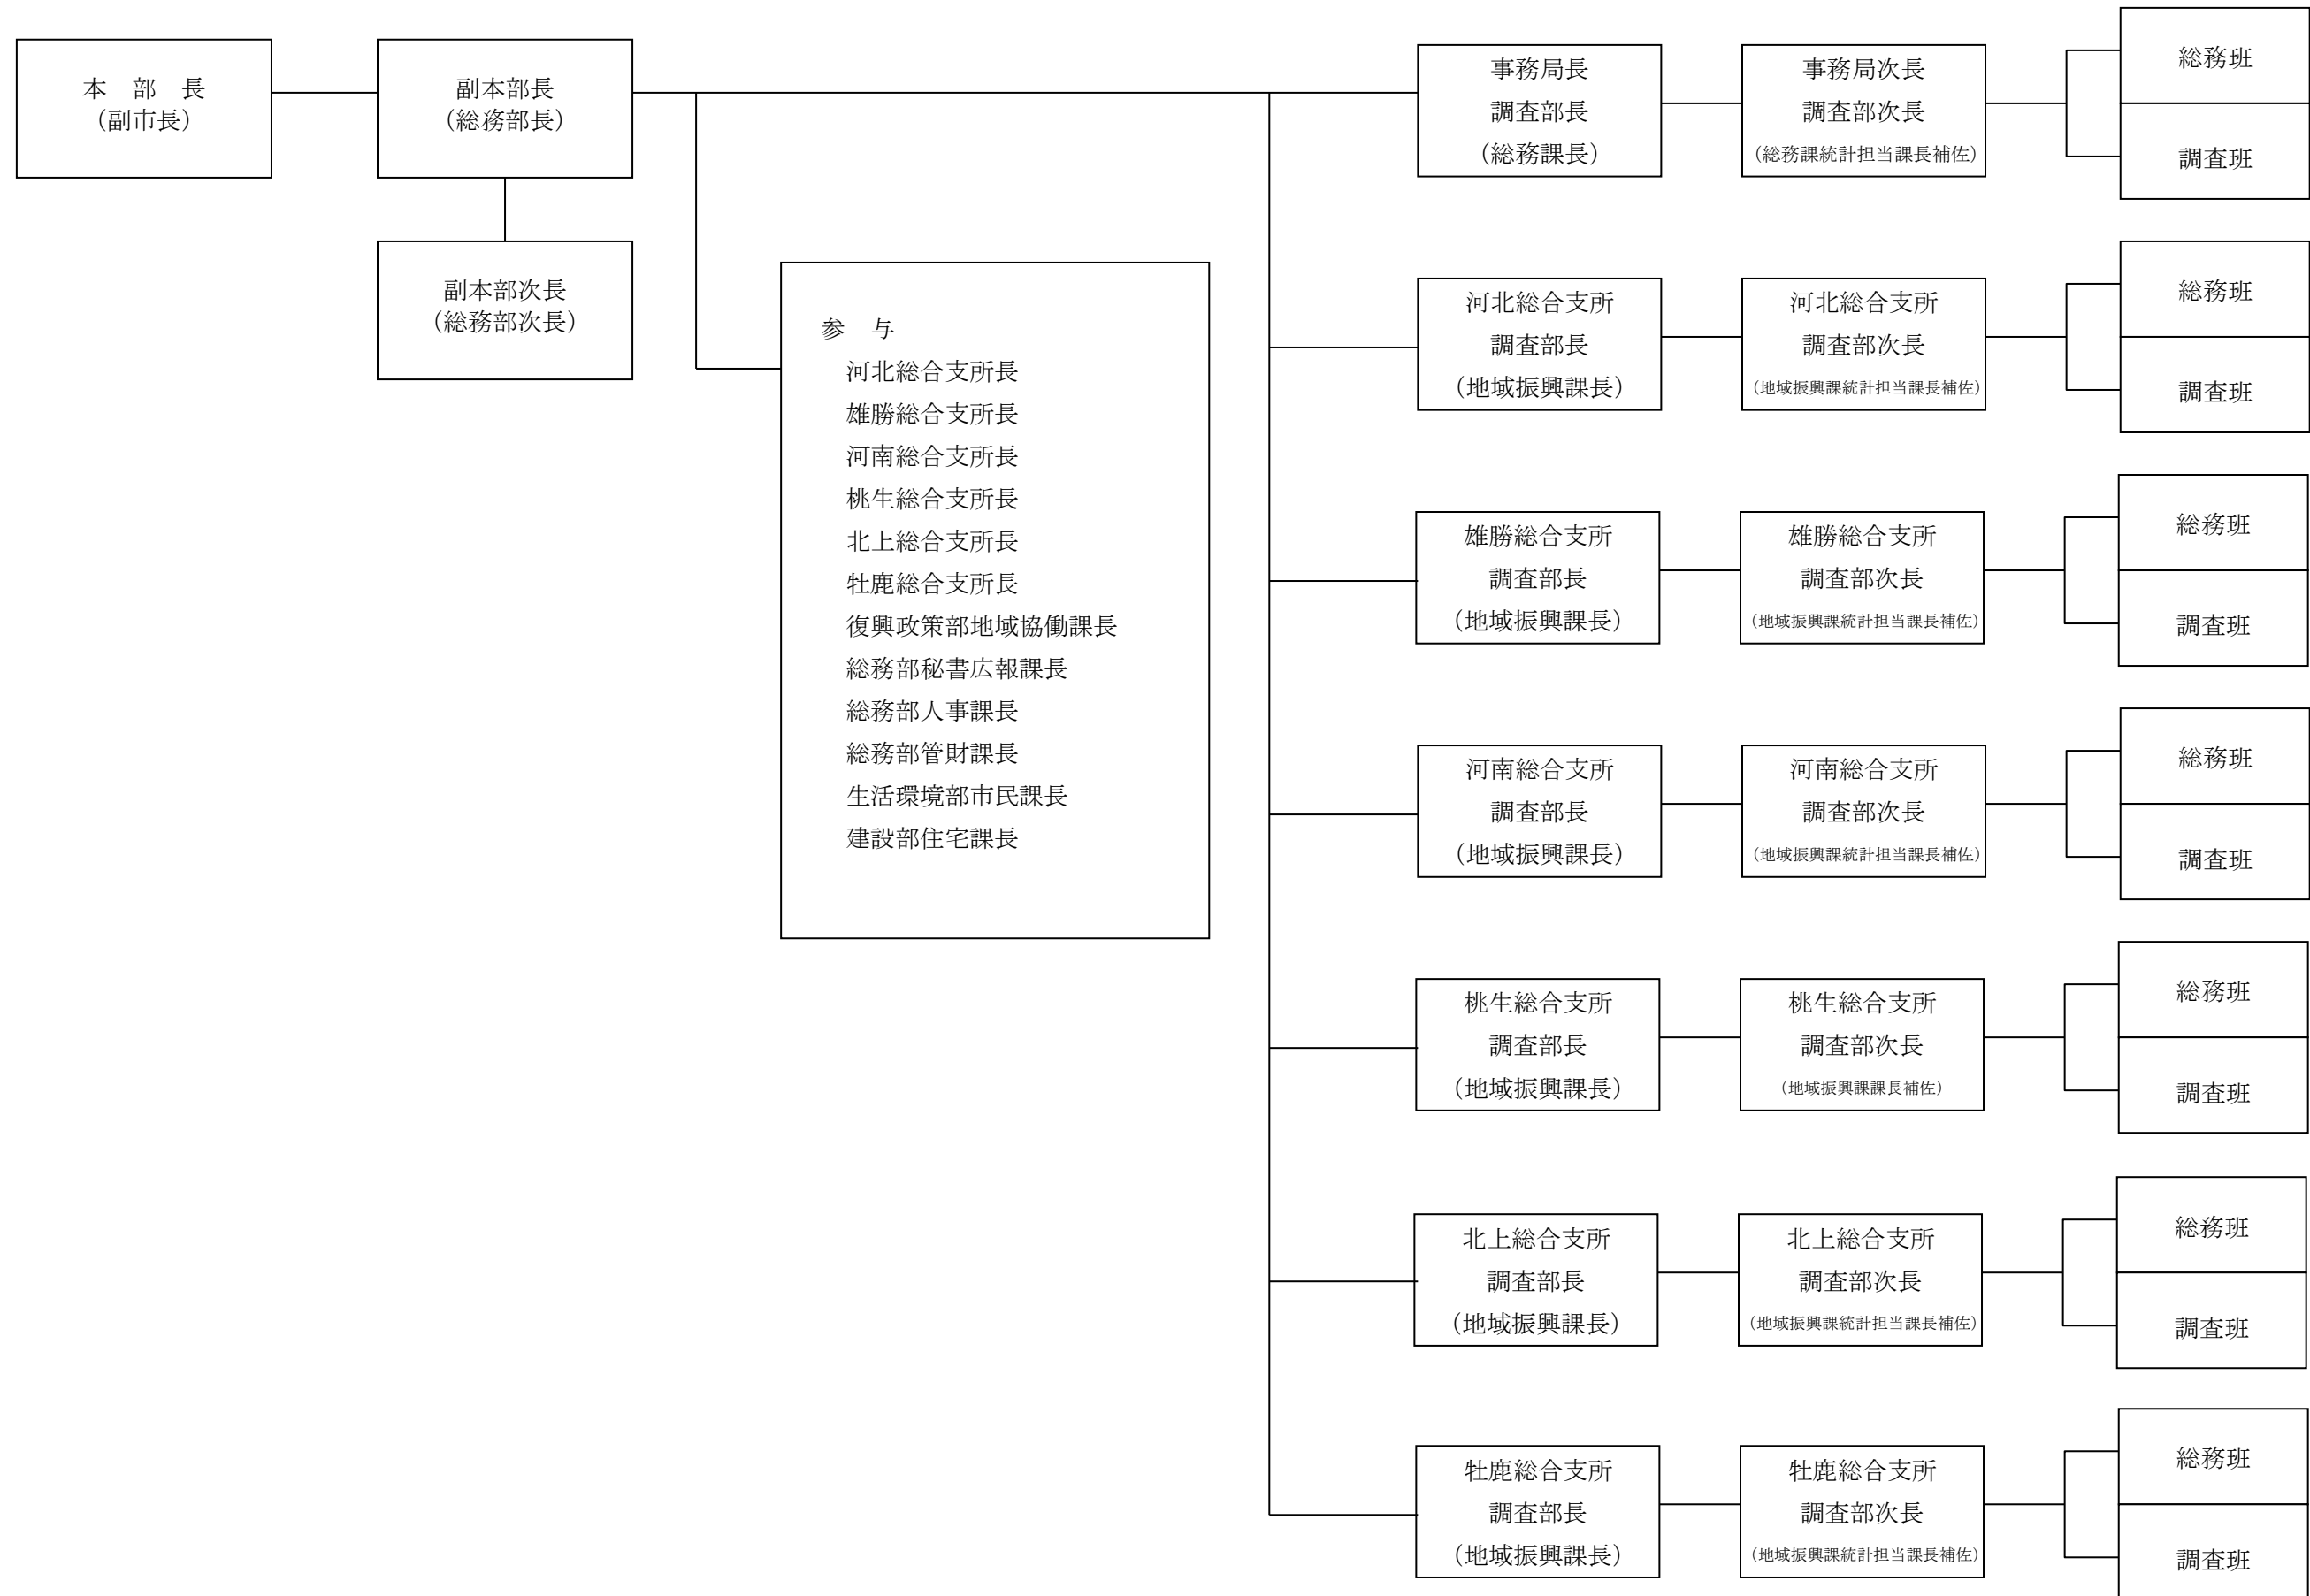 本　部　長
（副市長）
副本部長
（総務部長）
副本部次長
（総務部次長）
参　与
河北総合支所長
雄勝総合支所長
河南総合支所長
桃生総合支所長
北上総合支所長
牡鹿総合支所長
復興政策部地域協働課長
総務部秘書広報課長
総務部人事課長
総務部管財課長
生活環境部市民課長
建設部住宅課長
事務局長
調査部長
（総務課長）
事務局次長
調査部次長
（総務課統計担当課長補佐）
総務班
調査班
河北総合支所
調査部長
（地域振興課長）
河北総合支所
調査部次長
（地域振興課統計担当課長補佐）
総務班
調査班
雄勝総合支所
調査部長
（地域振興課長）
雄勝総合支所
調査部次長
（地域振興課統計担当課長補佐）
総務班
調査班
河南総合支所
調査部長
（地域振興課長）
河南総合支所
調査部次長
（地域振興課統計担当課長補佐）
総務班
調査班
桃生総合支所
調査部長
（地域振興課長）
桃生総合支所
調査部次長
（地域振興課課長補佐）
総務班
調査班
北上総合支所
調査部長
（地域振興課長）
北上総合支所
調査部次長
（地域振興課統計担当課長補佐）
総務班
調査班
牡鹿総合支所
調査部長
（地域振興課長）
牡鹿総合支所
調査部次長
（地域振興課統計担当課長補佐）
総務班
調査班